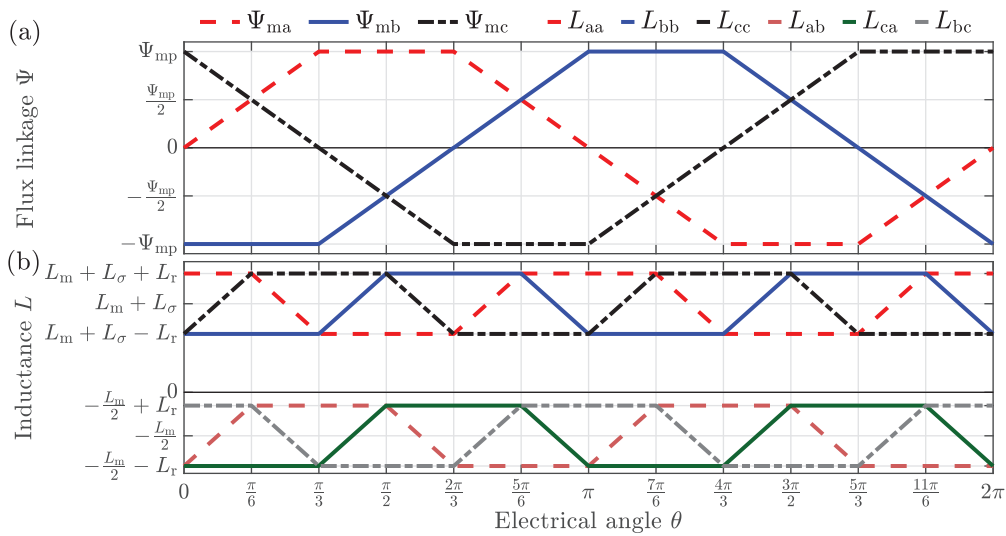 (a) Ψma Ψmb Ψmc Laa Lbb Lcc Lab Lca Lbc
Flux linkage Ψ
Ψmp
Ψmp/2
0
−Ψmp/2
−Ψmp
(b)
Inductance L
Lm + Lσ + Lr
Lm + Lσ
Lm + Lσ − Lr
0
−Lm/2 + Lr
−Lm/2
−Lm/2 − Lr
0 π/6 π/3 π/2 2π/3 5π/6 π 7π/6 4π/3 3π/2 5π/3 11π/6 2π
Electrical angle θ